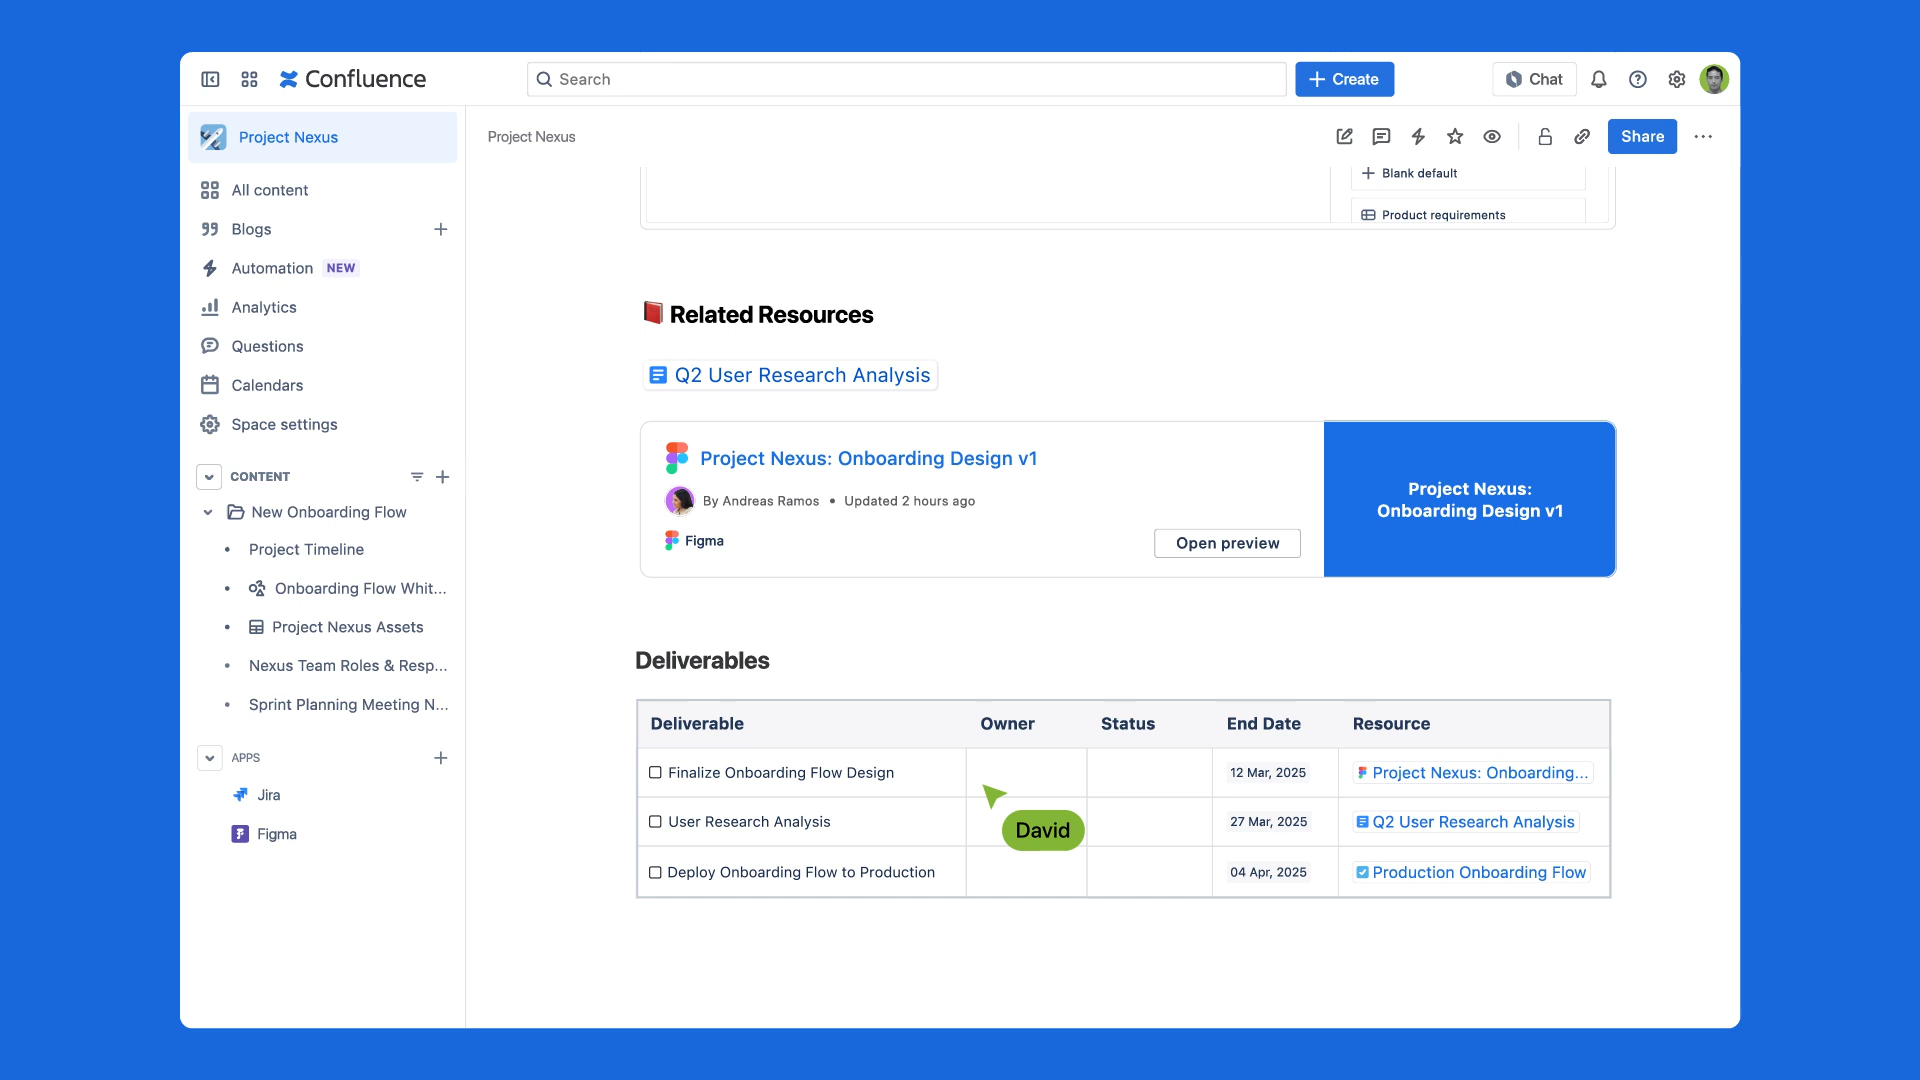 Confluence
Search
Create
Chat
Project Nexus
All content
Blogs
Automation NEW
Analytics
Questions
Calendars
Space settings
CONTENT
New Onboarding Flow
Project Timeline
Onboarding Flow Whit...
Project Nexus Assets
Nexus Team Roles & Resp...
Sprint Planning Meeting N...
APPS
Jira
Figma
Project Nexus
Share
Blank default
Product requirements
Related Resources
Q2 User Research Analysis
Project Nexus: Onboarding Design v1
By Andreas Ramos • Updated 2 hours ago
Figma
Open preview
Project Nexus:
Onboarding Design v1
Deliverables
Deliverable Owner Status End Date Resource
Finalize Onboarding Flow Design 12 Mar, 2025 Project Nexus: Onboarding...
User Research Analysis 27 Mar, 2025 Q2 User Research Analysis
David
Deploy Onboarding Flow to Production 04 Apr, 2025 Production Onboarding Flow